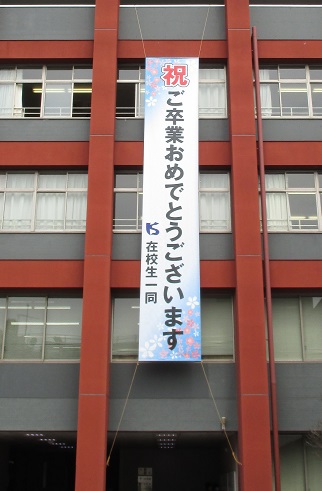 祝
ご卒業おめでとうございます
在校生一同